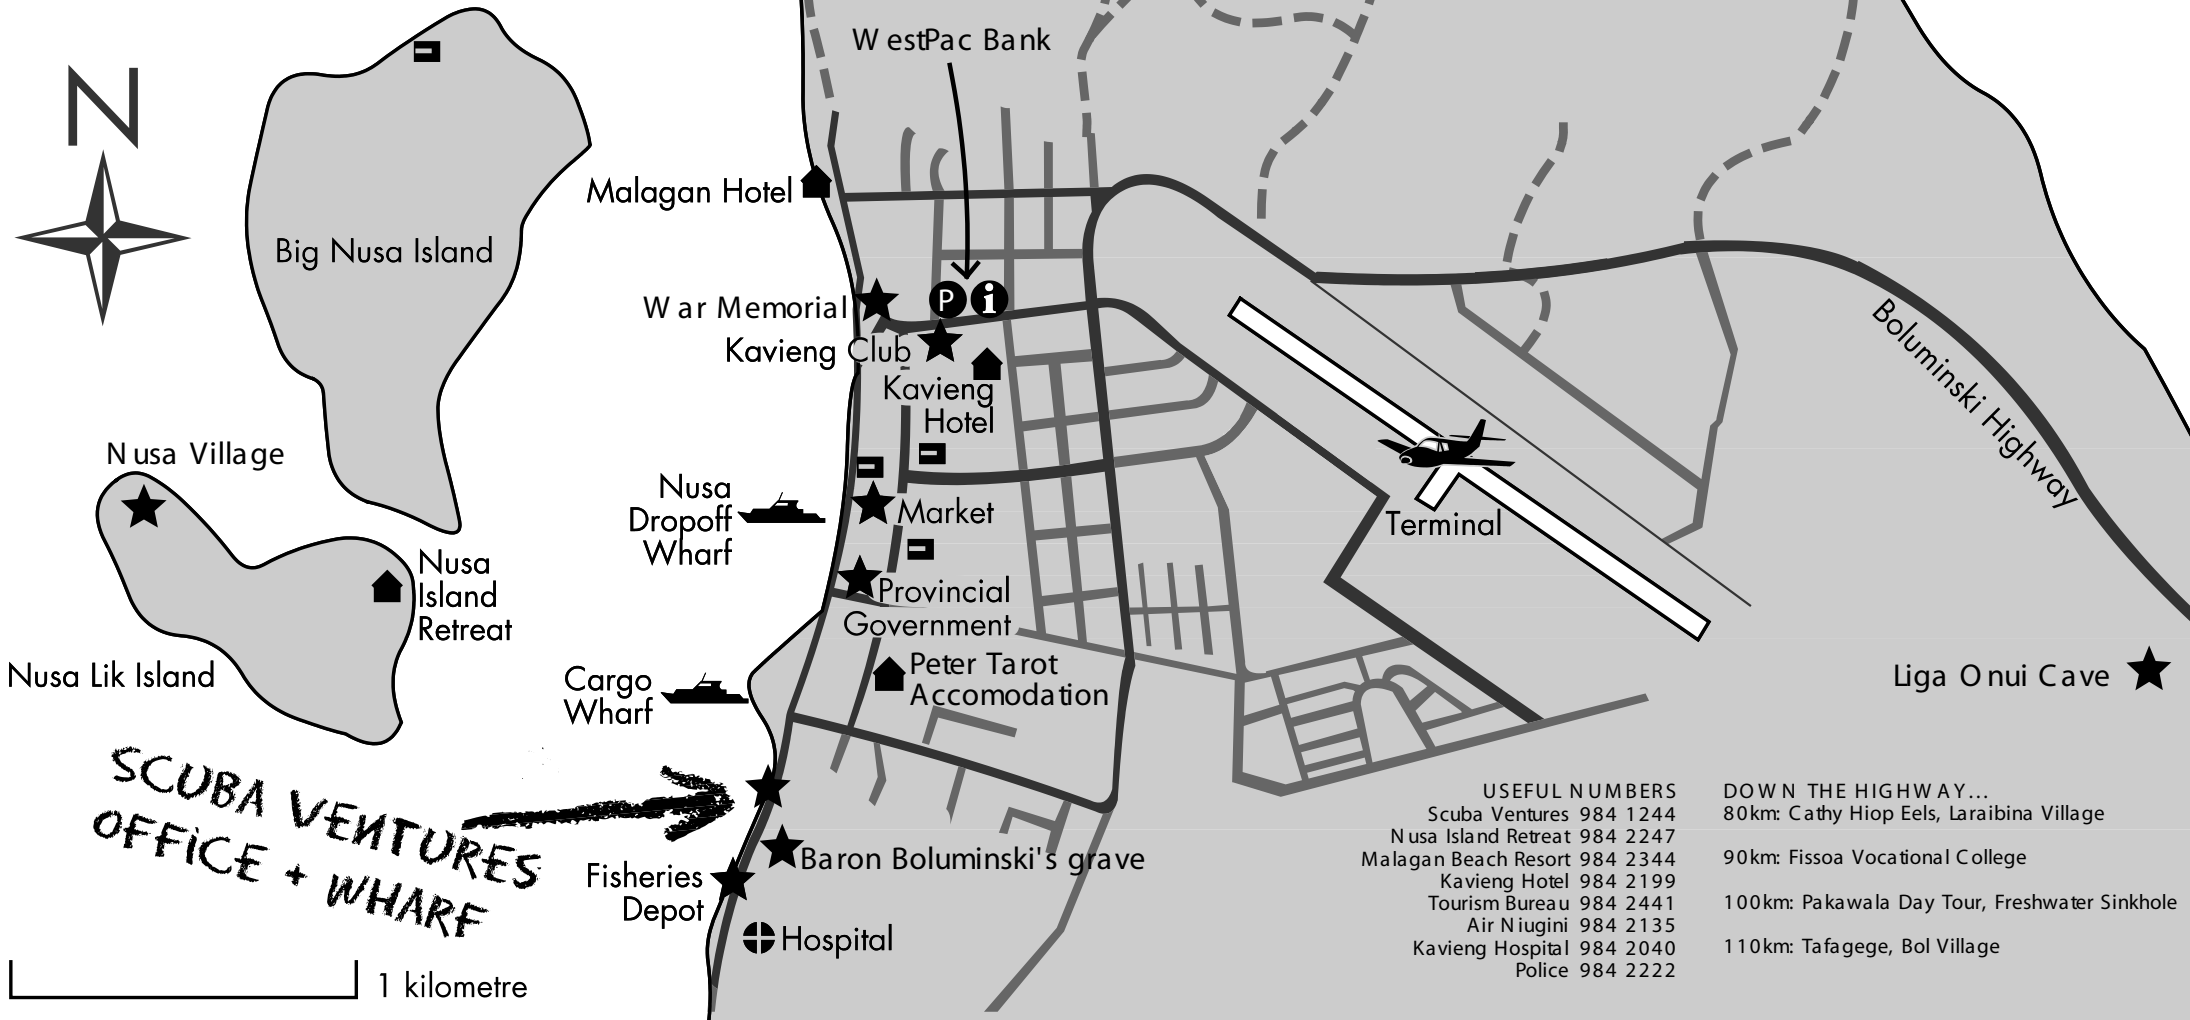 N
WestPac Bank
Malagan Hotel
Big Nusa Island
War Memorial
P i
Kavieng Club
Kavieng
Hotel
Boluminski Highway
Nusa Village
Nusa
Dropoff
Wharf
Market
Terminal
Nusa
Island
Retreat
Provincial
Government
Nusa Lik Island
Cargo
Wharf
Peter Tarot
Accomodation
Liga Onui Cave
SCUBA VENTURES
OFFICE + WHARF
Baron Boluminski's grave
Fisheries
Depot
Hospital
1 kilometre
USEFUL NUMBERS
Scuba Ventures 984 1244
Nusa Island Retreat 984 2247
Malagan Beach Resort 984 2344
Kavieng Hotel 984 2199
Tourism Bureau 984 2441
Air Niugini 984 2135
Kavieng Hospital 984 2040
Police 984 2222
DOWN THE HIGHWAY...
80km: Cathy Hiop Eels, Laraibina Village
90km: Fissoa Vocational College
100km: Pakawala Day Tour, Freshwater Sinkhole
110km: Tafagege, Bol Village